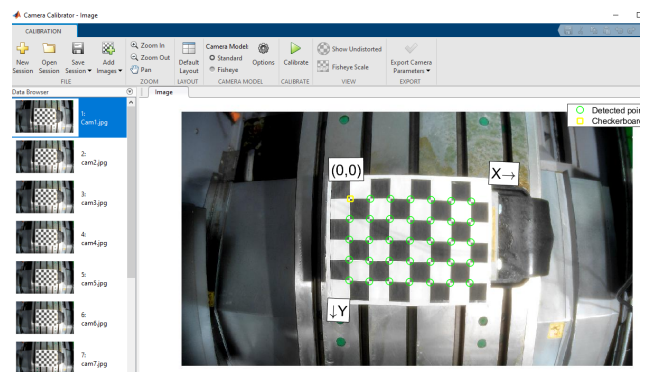 Camera Calibrator - Image
CALIBRATION
New Session
Open Session
Save Session
Add Images
Zoom In
Zoom Out
Pan
Default Layout
Camera Model:
Standard
Fisheye
Options
Calibrate
Show Undistorted
Fisheye Scale
Export Camera Parameters
FILE
ZOOM
LAYOUT
CAMERA MODEL
CALIBRATE
VIEW
EXPORT
Data Browser
Image
1:
Cam1.jpg
2:
cam2.jpg
3:
cam3.jpg
4:
cam4.jpg
5:
cam5.jpg
6:
cam6.jpg
7:
cam7.jpg
Detected poi
Checkerboar
(0,0)
X→
↓Y